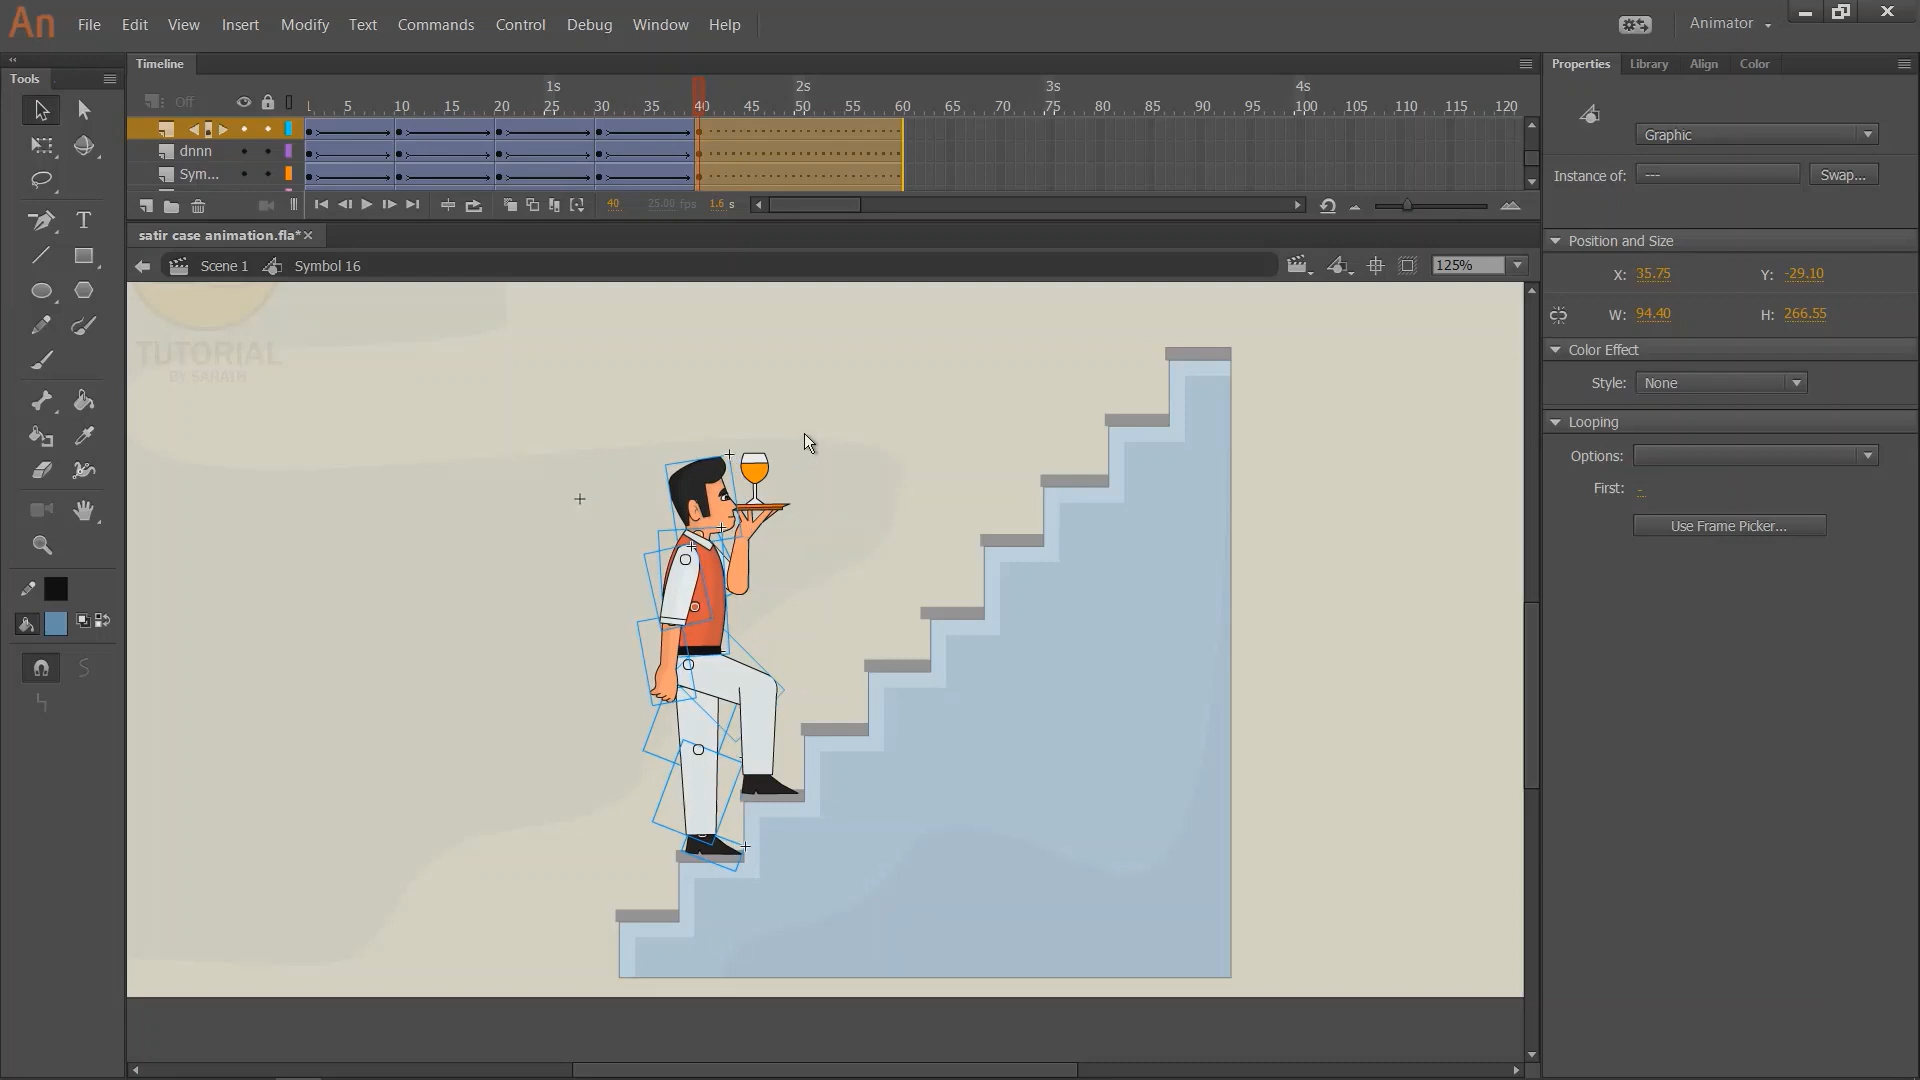 An File Edit View Insert Modify Text Commands Control Debug Window Help Animator
Tools
Timeline
Properties Library Align Color
Off
1s 2s 3s 4s
1 5 10 15 20 25 30 35 40 45 50 55 60 65 70 75 80 85 90 95 100 105 110 115 120
dnnn
Sym...
40 25.00 fps 1.6 s
satir case animation.fla*
Scene 1 Symbol 16
125%
TUTORIAL
BY SARATH
T
Graphic
Instance of: --- Swap...
Position and Size
X: 35.75 Y: -29.10
W: 94.40 H: 266.55
Color Effect
Style: None
Looping
Options:
First: -
Use Frame Picker...